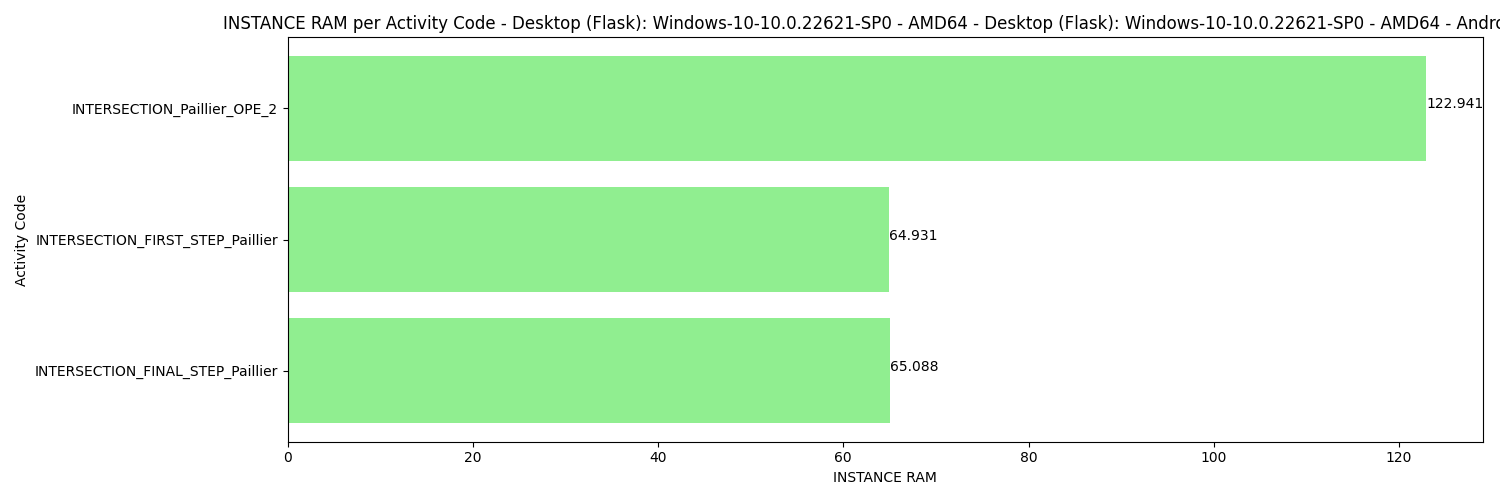 INSTANCE RAM per Activity Code - Desktop (Flask): Windows-10-10.0.22621-SP0 - AMD64 - Desktop (Flask): Windows-10-10.0.22621-SP0 - AMD64 -
INTERSECTION_Paillier_OPE_2
122.941
INTERSECTION_FIRST_STEP_Paillier
64.931
INTERSECTION_FINAL_STEP_Paillier
65.088
Activity Code
0 20 40 60 80 100 120
INSTANCE RAM